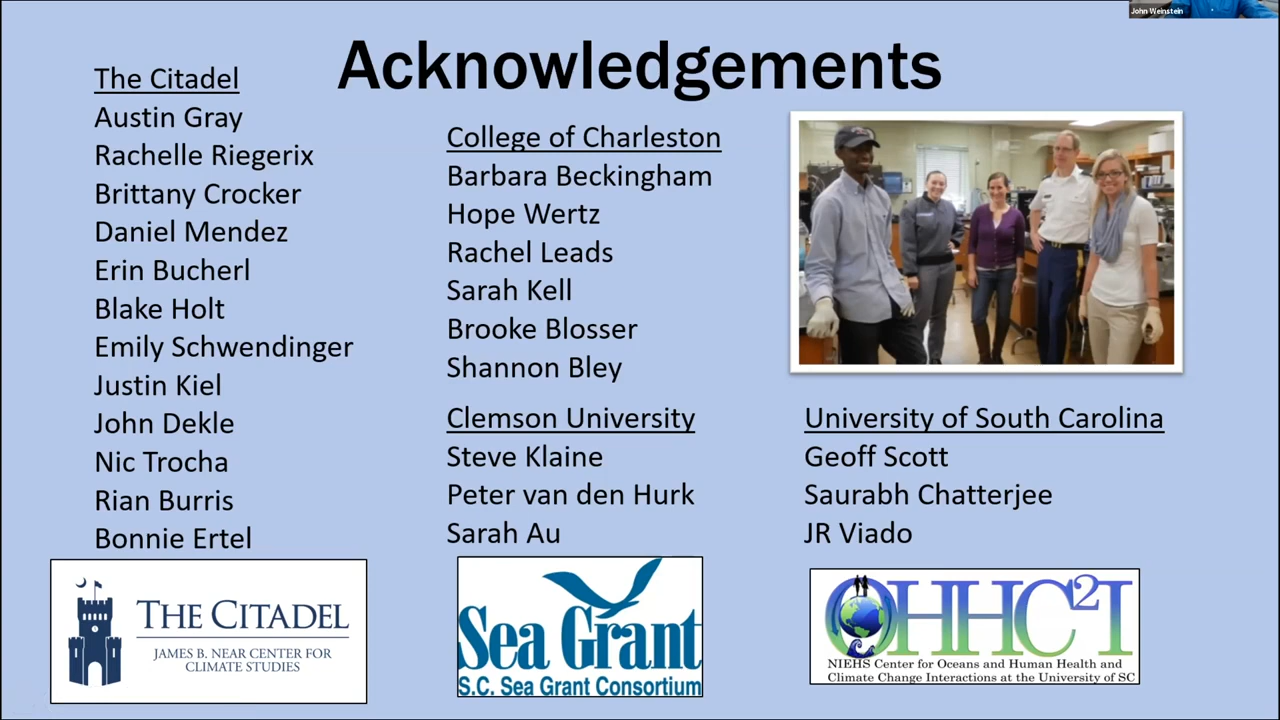 John Weinstein
Acknowledgements
The Citadel
Austin Gray
Rachelle Riegerix
Brittany Crocker
Daniel Mendez
Erin Bucherl
Blake Holt
Emily Schwendinger
Justin Kiel
John Dekle
Nic Trocha
Rian Burris
Bonnie Ertel
College of Charleston
Barbara Beckingham
Hope Wertz
Rachel Leads
Sarah Kell
Brooke Blosser
Shannon Bley
Clemson University
Steve Klaine
Peter van den Hurk
Sarah Au
University of South Carolina
Geoff Scott
Saurabh Chatterjee
JR Viado
THE CITADEL
JAMES B. NEAR CENTER FOR
CLIMATE STUDIES
Sea Grant
S.C. Sea Grant Consortium
OHHC²I
NIEHS Center for Oceans and Human Health and
Climate Change Interactions at the University of SC